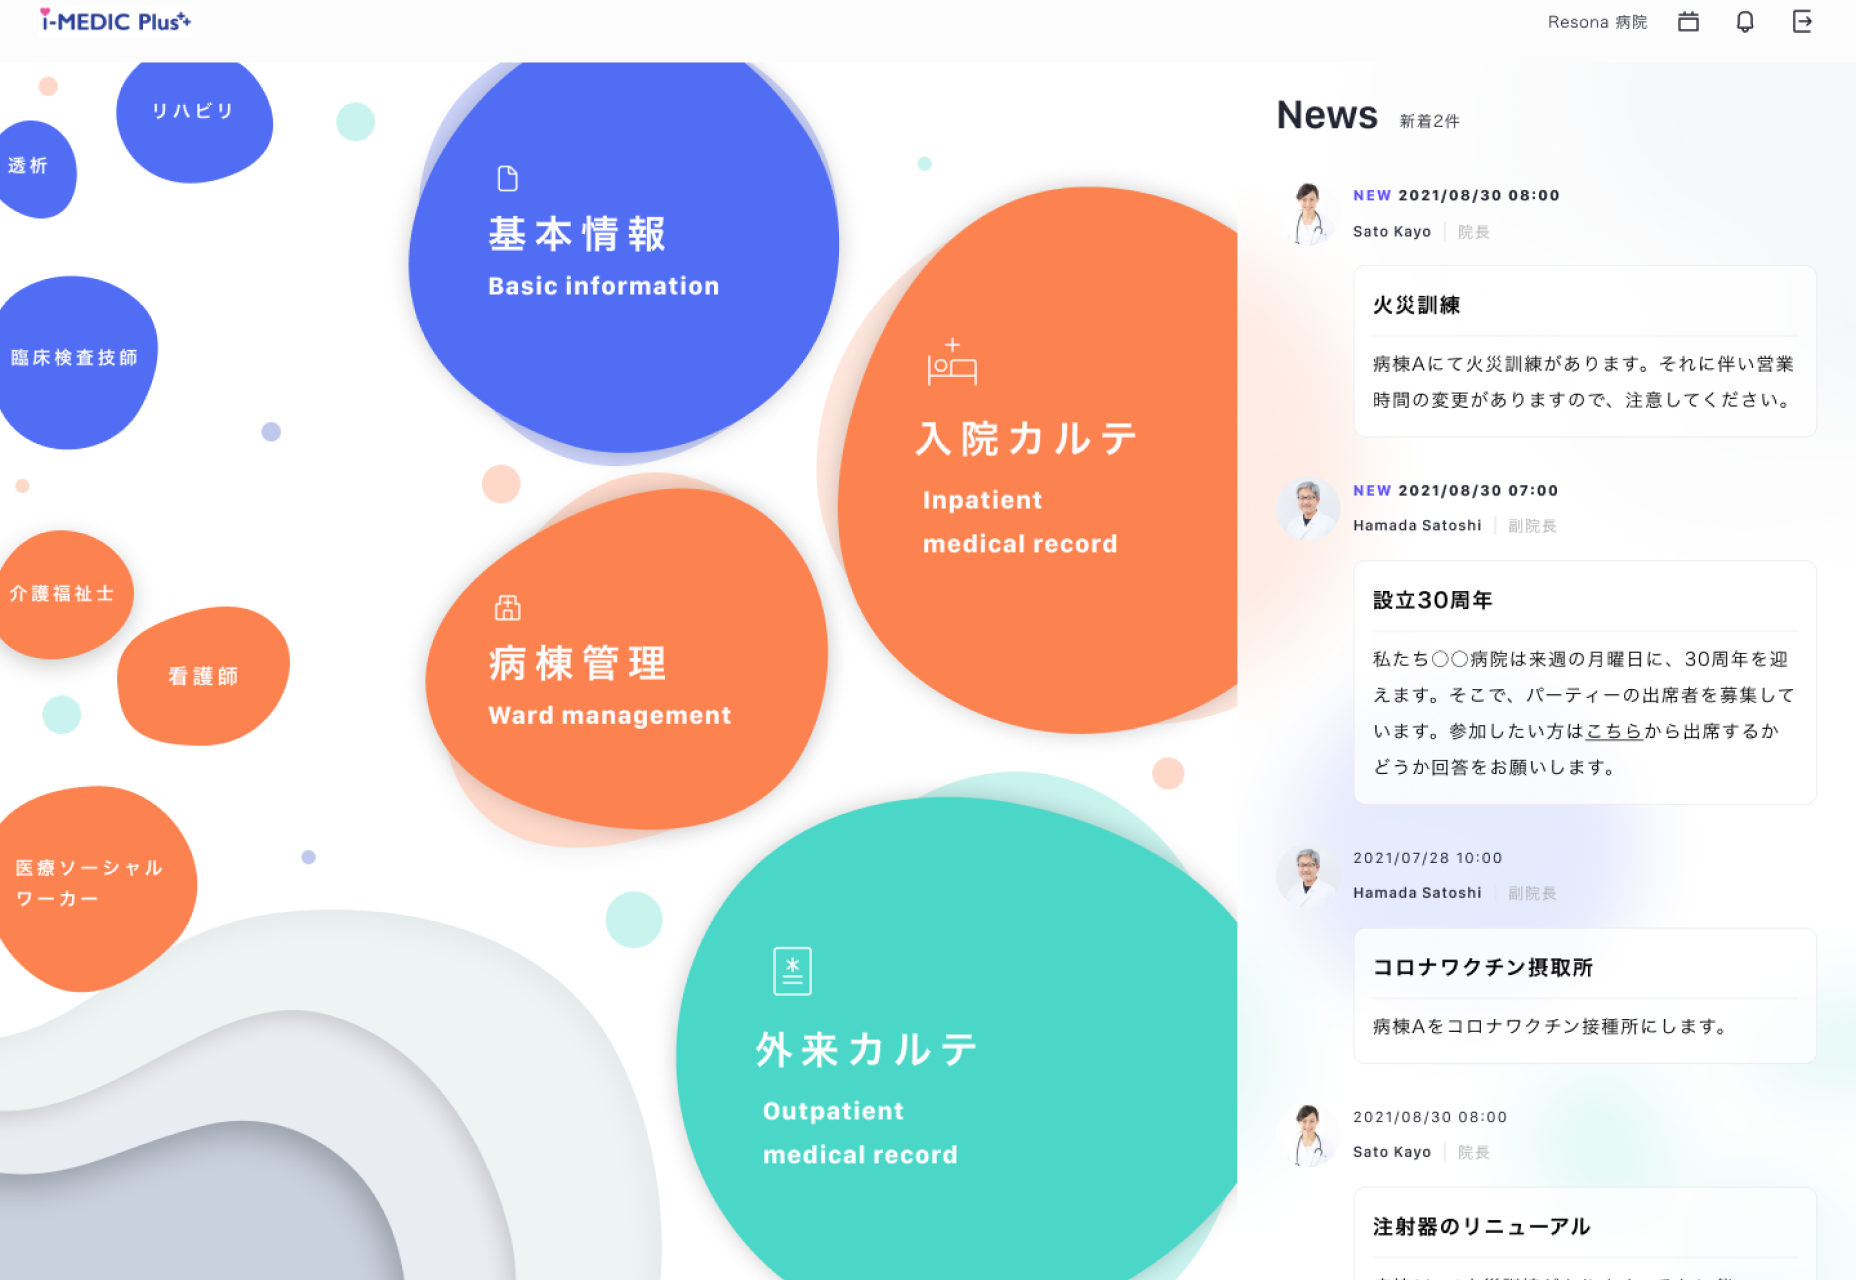 i-MEDIC Plus
Resona 病院
リハビリ
透析
臨床検査技師
介護福祉士
看護師
医療ソーシャル
ワーカー
基本情報
Basic information
入院カルテ
Inpatient
medical record
病棟管理
Ward management
外来カルテ
Outpatient
medical record
News 新着2件
NEW 2021/08/30 08:00
Sato Kayo 院長
火災訓練
病棟Aにて火災訓練があります。それに伴い営業
時間の変更がありますので、注意してください。
NEW 2021/08/30 07:00
Hamada Satoshi 副院長
設立30周年
私たち○○病院は来週の月曜日に、30周年を迎
えます。そこで、パーティーの出席者を募集して
います。参加したい方はこちらから出席するか
どうか回答をお願いします。
2021/07/28 10:00
Hamada Satoshi 副院長
コロナワクチン摂取所
病棟Aをコロナワクチン接種所にします。
2021/08/30 08:00
Sato Kayo 院長
注射器のリニューアル